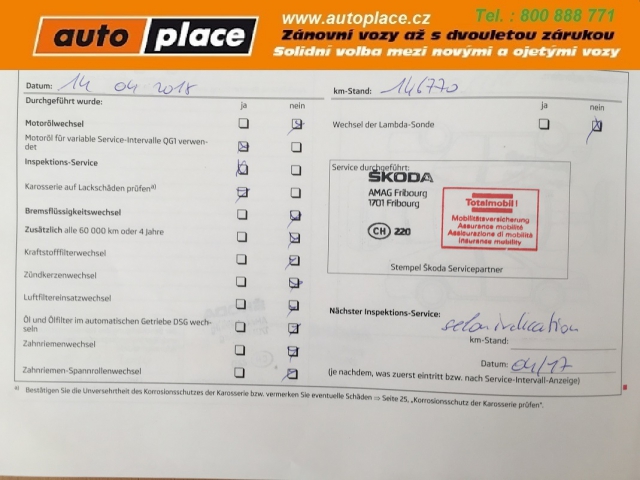 auto place
www.autoplace.cz
Tel. : 800 888 771
Zánovní vozy až s dvouletou zárukou
Solidní volba mezi novými a ojetými vozy
Datum: 14 04 2018
Durchgeführt wurde:
ja nein
Motorölwechsel
Motoröl für variable Service-Intervalle QG1 verwen-
det
Inspektions-Service
Karosserie auf Lackschäden prüfen a)
Bremsflüssigkeitswechsel
Zusätzlich alle 60 000 km oder 4 Jahre
Kraftstofffilterwechsel
Zündkerzenwechsel
Luftfiltereinsatzwechsel
Öl und Ölfilter im automatischen Getriebe DSG wech-
seln
Zahnriemenwechsel
Zahnriemen-Spannrollenwechsel
km-Stand: 146770
ja nein
Wechsel der Lambda-Sonde
Service durchgeführt:
ŠKODA
AMAG Fribourg
1701 Fribourg
CH 220
Totalmobil!
Mobilitätsversicherung
Assurance mobilité
Assicurazione di mobilità
Insurance mobility
Stempel Škoda Servicepartner
Nächster Inspektions-Service:
selon indication
km-Stand:
Datum: 04/17
(je nachdem, was zuerst eintritt bzw. nach Service-Intervall-Anzeige)
a) Bestätigen Sie die Unversehrtheit des Korrosionsschutzes der Karosserie bzw. vermerken Sie eventuelle Schäden ⇒ Seite 25, „Korrosionsschutz der Karosserie prüfen".